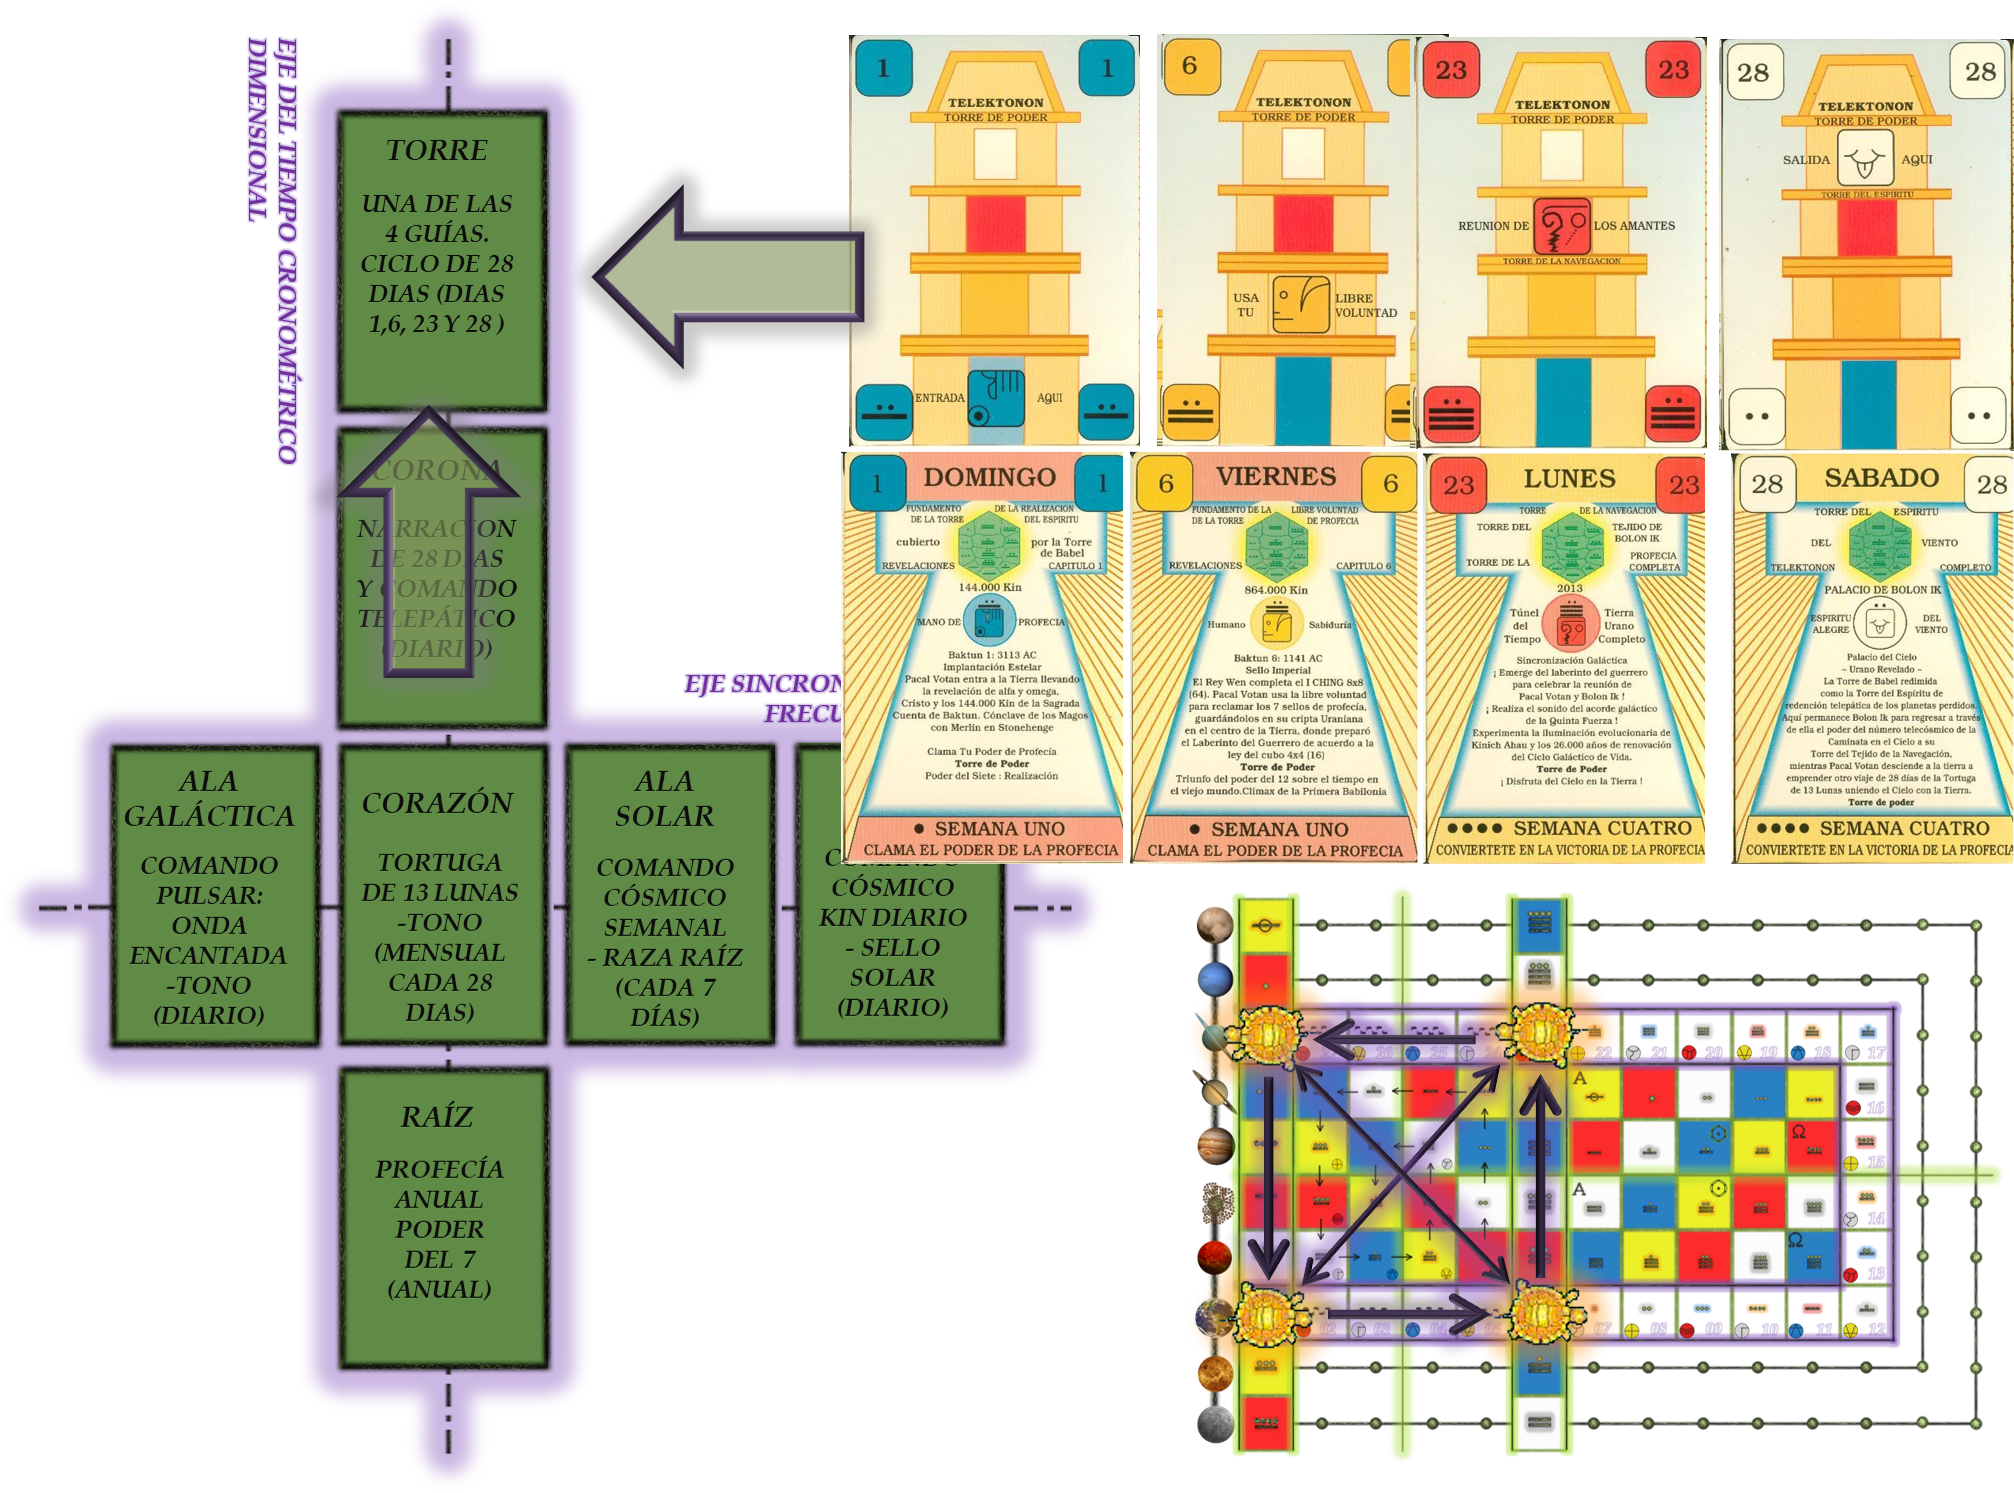 EJE DEL TIEMPO CRONOMÉTRICO
DIMENSIONAL
TORRE
UNA DE LAS
4 GUÍAS.
CICLO DE 28
DIAS (DIAS
1,6, 23 Y 28 )
CORONA
NARRACION
DE 28 DIAS
Y COMANDO
TELEPÁTICO
(DIARIO)
EJE SINCRON
FRECU
ALA
GALÁCTICA
COMANDO
PULSAR:
ONDA
ENCANTADA
-TONO
(DIARIO)
CORAZÓN
TORTUGA
DE 13 LUNAS
-TONO
(MENSUAL
CADA 28
DIAS)
ALA
SOLAR
COMANDO
CÓSMICO
SEMANAL
- RAZA RAÍZ
(CADA 7
DÍAS)
COMANDO
CÓSMICO
KIN DIARIO
- SELLO
SOLAR
(DIARIO)
RAÍZ
PROFECÍA
ANUAL
PODER
DEL 7
(ANUAL)
1 1
TELEKTONON
TORRE DE PODER
ENTRADA AQUI
6
TELEKTONON
TORRE DE PODER
USA LIBRE
TU VOLUNTAD
23 23
TELEKTONON
TORRE DE PODER
REUNION DE LOS AMANTES
TORRE DE LA NAVEGACION
28 28
TELEKTONON
TORRE DE PODER
SALIDA AQUI
TORRE DEL ESPIRITU
1 DOMINGO 1
FUNDAMENTO DE LA REALIZACION
DE LA TORRE DEL ESPIRITU
cubierto por la Torre
de Babel
REVELACIONES CAPITULO 1
144.000 Kin
MANO DE PROFECIA
Baktun 1: 3113 AC
Implantación Estelar
Pacal Votan entra a la Tierra llevando
la revelación de alfa y omega,
Cristo y los 144.000 Kin de la Sagrada
Cuenta de Baktun. Cónclave de los Magos
con Merlin en Stonehenge
Clama Tu Poder de Profecía
Torre de Poder
Poder del Siete : Realización
● SEMANA UNO
CLAMA EL PODER DE LA PROFECIA
6 VIERNES 6
FUNDAMENTO DE LA LIBRE VOLUNTAD
DE LA TORRE DE PROFECIA
REVELACIONES CAPITULO 6
864.000 Kin
Humano Sabiduría
Baktun 6: 1141 AC
Sello Imperial
El Rey Wen completa el I CHING 8x8
(64). Pacal Votan usa la libre voluntad
para reclamar los 7 sellos de profecía,
guardándolos en su cripta Uraniana
en el centro de la Tierra, donde preparó
el Laberinto del Guerrero de acuerdo a la
ley del cubo 4x4 (16)
Torre de Poder
Triunfo del poder del 12 sobre el tiempo en
el viejo mundo.Climax de la Primera Babilonia
● SEMANA UNO
CLAMA EL PODER DE LA PROFECIA
23 LUNES 23
TORRE DE LA NAVEGACION
TORRE DEL TEJIDO DE
BOLON IK
TORRE DE LA PROFECIA
COMPLETA
2013
Túnel Tierra
del Urano
Tiempo Completo
Sincronización Galáctica
¡ Emerge del laberinto del guerrero
para celebrar la reunión de
Pacal Votan y Bolon Ik !
¡ Realiza el sonido del acorde galáctico
de la Quinta Fuerza !
Experimenta la iluminación evolucionaria de
Kinich Ahau y los 26.000 años de renovación
del Ciclo Galáctico de Vida.
Torre de Poder
¡ Disfruta del Cielo en la Tierra !
●●●● SEMANA CUATRO
CONVIERTETE EN LA VICTORIA DE LA PROFECIA
28 SABADO 28
TORRE DEL ESPIRITU
DEL VIENTO
TELEKTONON COMPLETO
PALACIO DE BOLON IK
ESPIRITU DEL
ALEGRE VIENTO
Palacio del Cielo
~ Urano Revelado ~
La Torre de Babel redimida
como la Torre del Espíritu de
redención telepática de los planetas perdidos.
Aquí permanece Bolon Ik para regresar a través
de ella el poder del número telecósmico de la
Caminata en el Cielo a su
Torre del Tejido de la Navegación,
mientras Pacal Votan desciende a la tierra a
emprender otro viaje de 28 días de la Tortuga
de 13 Lunas uniendo el Cielo con la Tierra.
Torre de poder
●●●● SEMANA CUATRO
CONVIERTETE EN LA VICTORIA DE LA PROFECIA
22 21 20 19 18 17
A
16
Ω
15
A
14
Ω
13
07 08 09 10 11 12